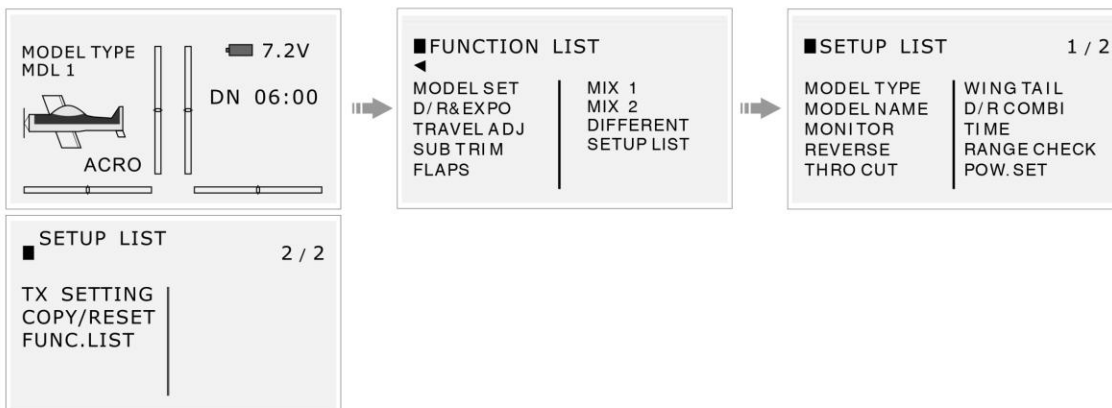 MODEL TYPE
MDL 1
7.2V
DN 06:00
ACRO
FUNCTION LIST
MODEL SET
D/R&EXPO
TRAVEL ADJ
SUB TRIM
FLAPS
MIX 1
MIX 2
DIFFERENT
SETUP LIST
SETUP LIST 1 / 2
MODEL TYPE
MODEL NAME
MONITOR
REVERSE
THRO CUT
WING TAIL
D/R COMBI
TIME
RANGE CHECK
POW. SET
SETUP LIST 2 / 2
TX SETTING
COPY/RESET
FUNC.LIST